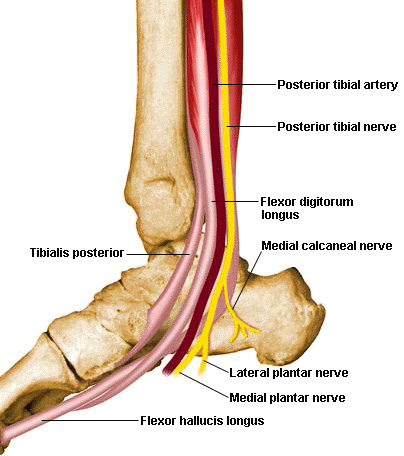 Posterior tibial artery
Posterior tibial nerve
Flexor digitorum
longus
Medial calcaneal nerve
Tibialis posterior
Lateral plantar nerve
Medial plantar nerve
Flexor hallucis longus